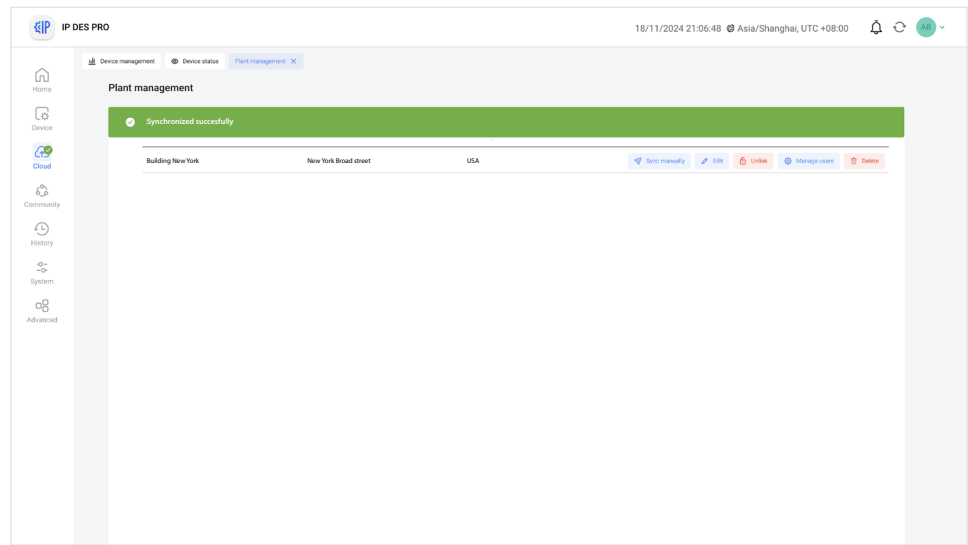 IP IP DES PRO 18/11/2024 21:06:48 Asia/Shanghai, UTC +08:00 AB
Device management Device status Plant management X
Home
Plant management
Device
Synchronized succesfully
Cloud
Building New York New York Broad street USA Sync manually Edit Unlink Manage users Delete
Community
History
System
Advanced